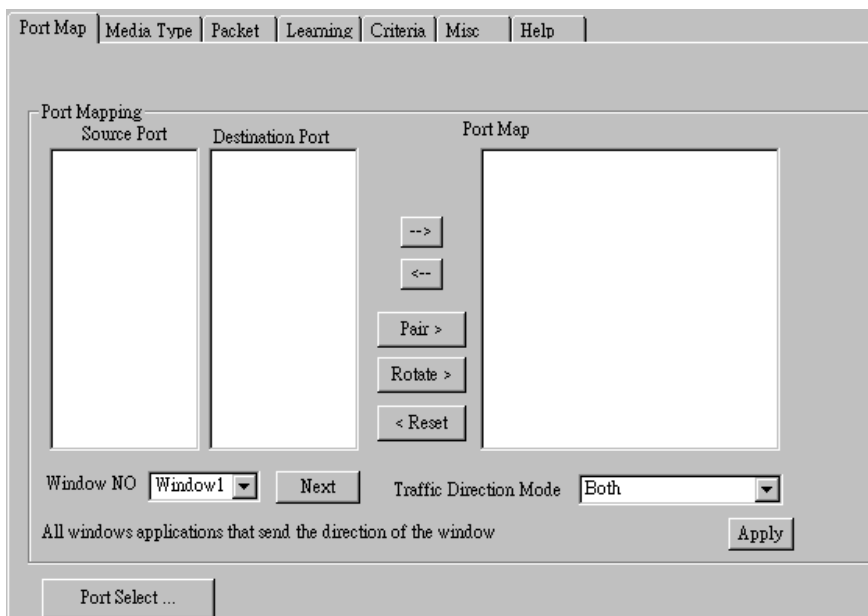 Port Map Media Type Packet Learning Criteria Misc Help
Port Mapping
Source Port Destination Port Port Map
-->
<--
Pair >
Rotate >
< Reset
Window NO Window1 Next Traffic Direction Mode Both
All windows applications that send the direction of the window Apply
Port Select ...